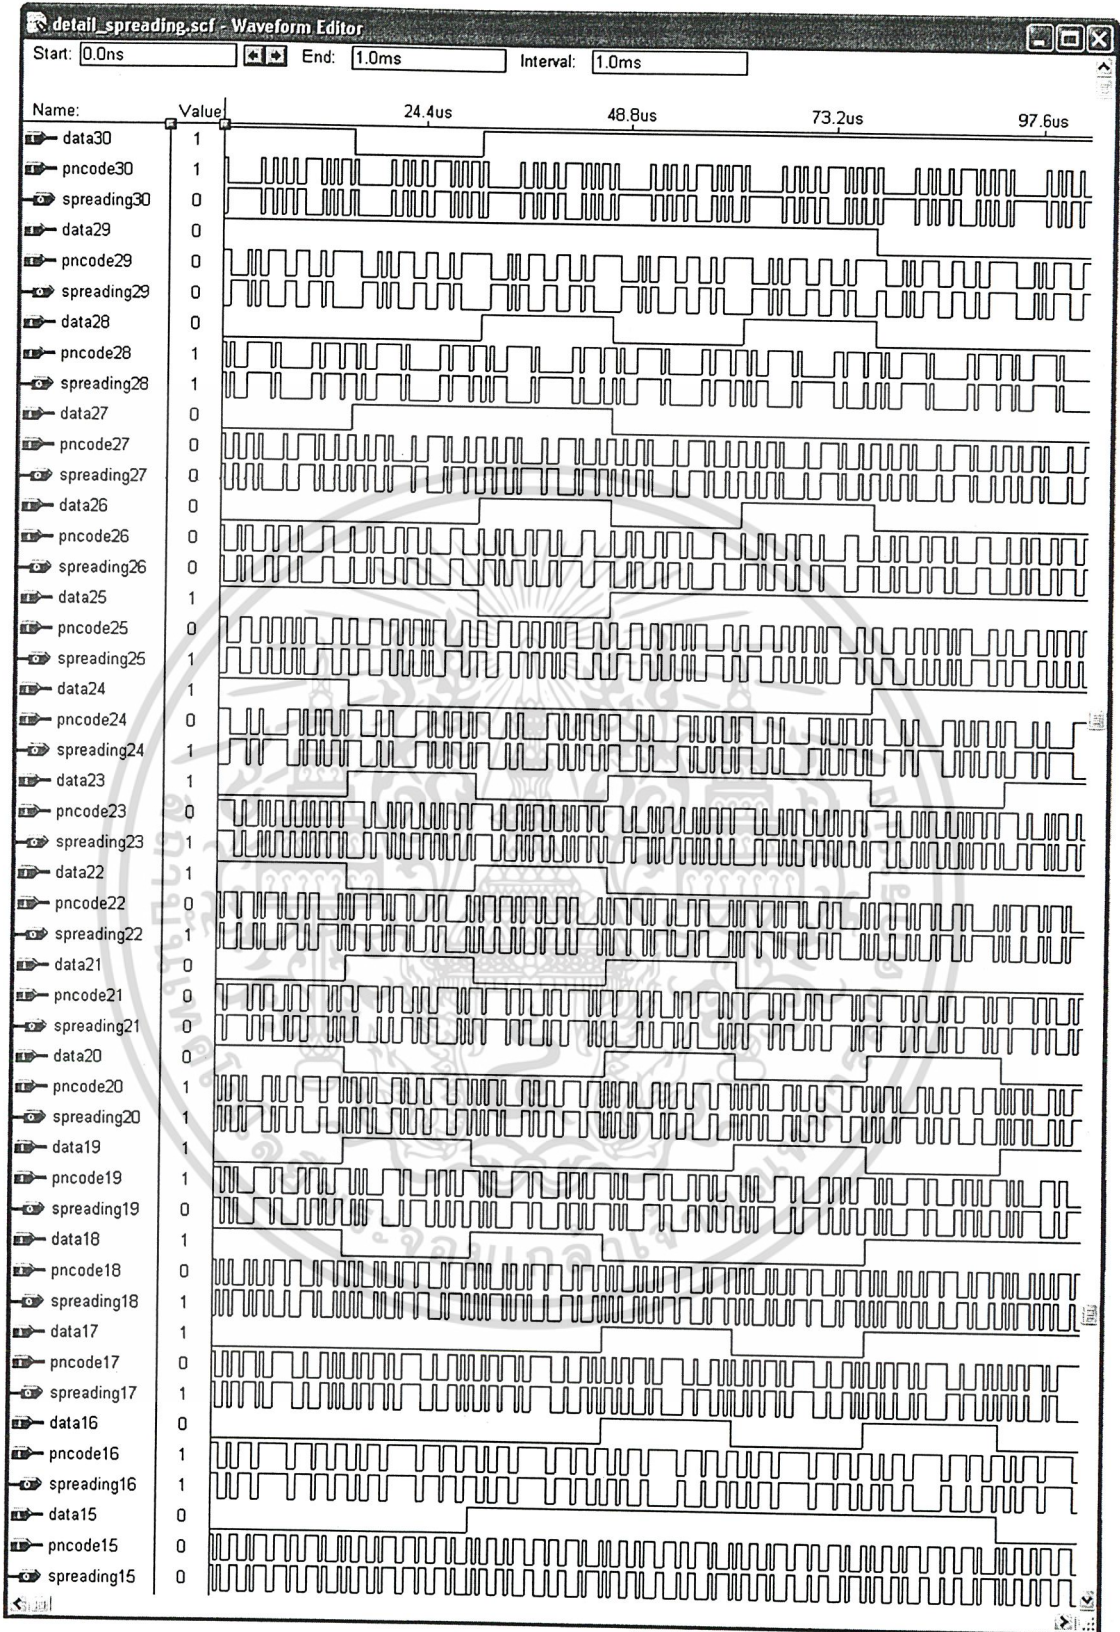 detail_spreading.scf - Waveform Editor
Start: 0.0ns End: 1.0ms Interval: 1.0ms
Name: Value 24.4us 48.8us 73.2us 97.6us
data30 1
pncode30 1
spreading30 0
data29 0
pncode29 0
spreading29 0
data28 0
pncode28 1
spreading28 1
data27 0
pncode27 0
spreading27 0
data26 0
pncode26 0
spreading26 0
data25 1
pncode25 0
spreading25 1
data24 1
pncode24 0
spreading24 1
data23 1
pncode23 0
spreading23 1
data22 1
pncode22 0
spreading22 1
data21 0
pncode21 0
spreading21 0
data20 0
pncode20 1
spreading20 1
data19 1
pncode19 1
spreading19 0
data18 1
pncode18 0
spreading18 1
data17 1
pncode17 0
spreading17 1
data16 0
pncode16 1
spreading16 1
data15 0
pncode15 0
spreading15 0